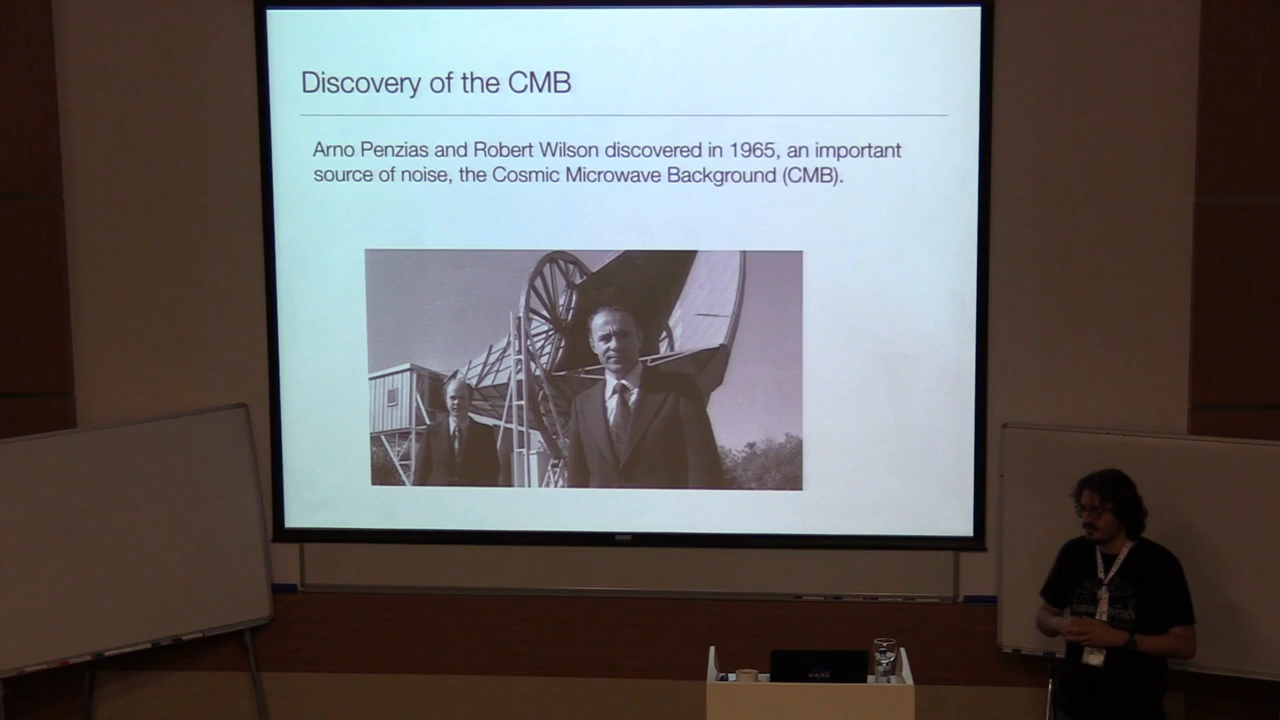 Discovery of the CMB
Arno Penzias and Robert Wilson discovered in 1965, an important
source of noise, the Cosmic Microwave Background (CMB).